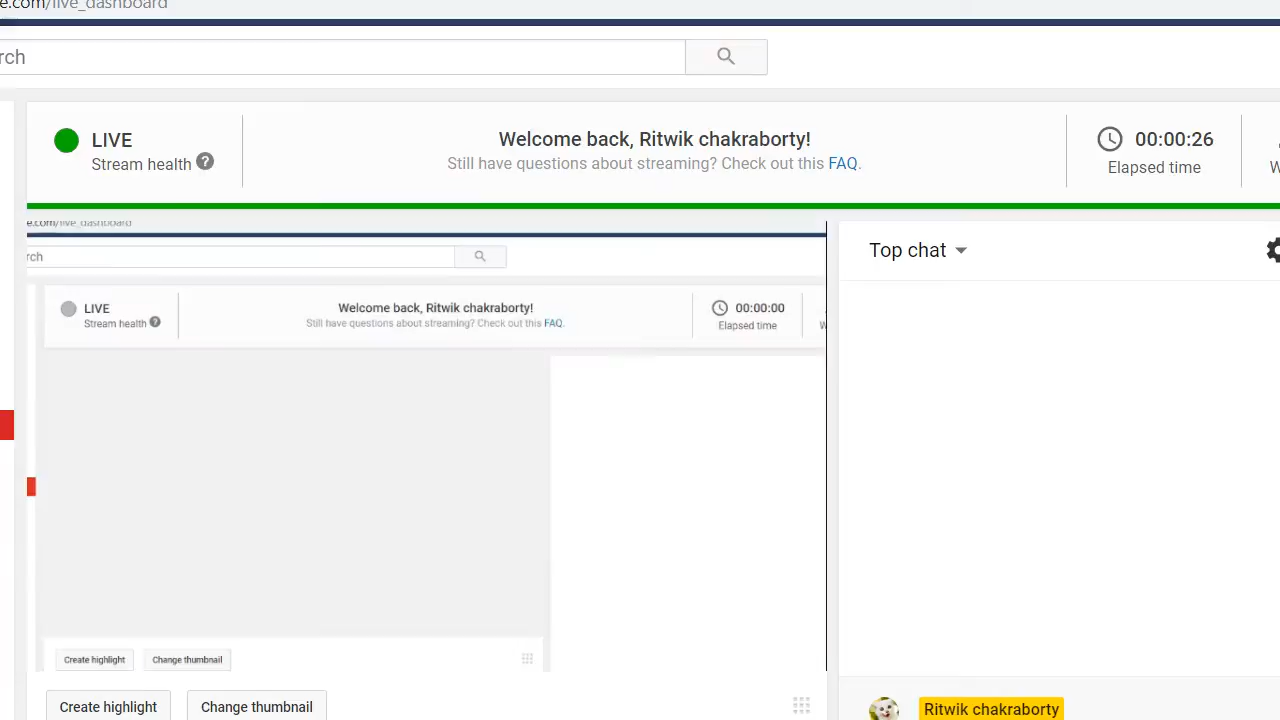 e.com/live_dashboard
rch
LIVE
Stream health ?
Welcome back, Ritwik chakraborty!
Still have questions about streaming? Check out this FAQ.
00:00:26
Elapsed time
W
e.com/live_dashboard
rch
LIVE
Stream health ?
Welcome back, Ritwik chakraborty!
Still have questions about streaming? Check out this FAQ.
00:00:00
Elapsed time
W
Create highlight
Change thumbnail
Create highlight
Change thumbnail
Top chat
Ritwik chakraborty